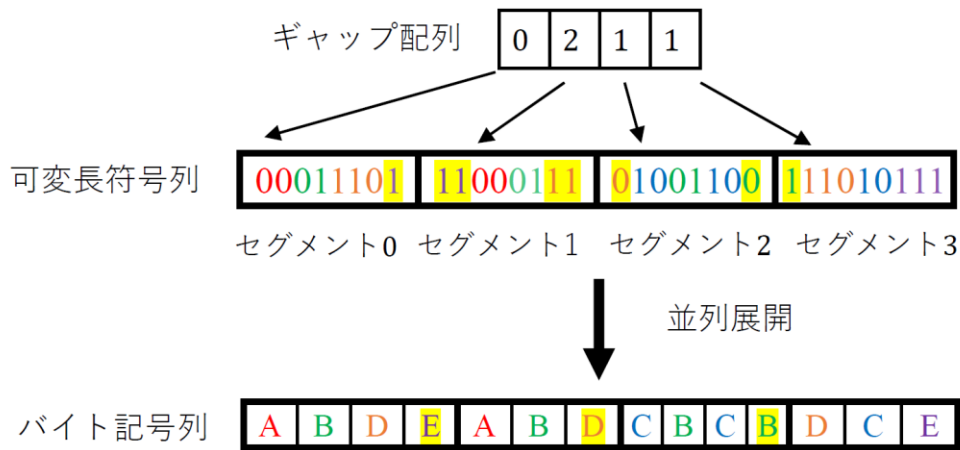 ギャップ配列 0 2 1 1
可変長符号列 00011101 11000111 01001100 111010111
セグメント0 セグメント1 セグメント2 セグメント3
並列展開
バイト記号列 A B D E A B D C B C B D C E